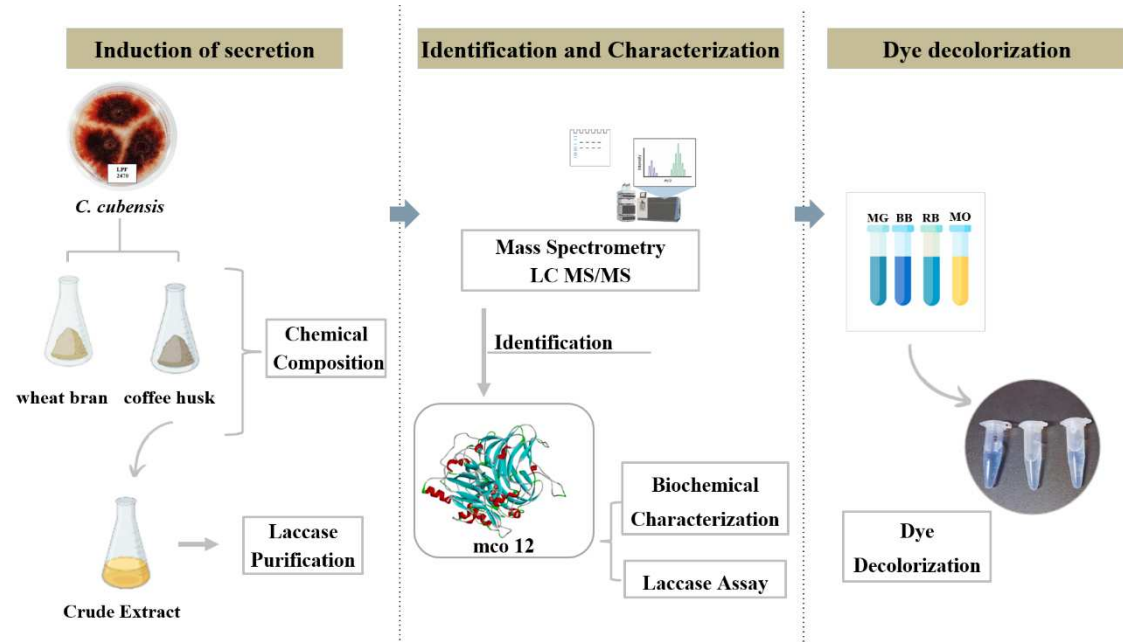 Induction of secretion
LPF
2470
C. cubensis
wheat bran
coffee husk
Chemical
Composition
Crude Extract
Laccase
Purification
Identification and Characterization
Intensity
Mass Spectrometry
LC MS/MS
Identification
mco 12
Biochemical
Characterization
Laccase Assay
Dye decolorization
MG BB RB MO
Dye
Decolorization